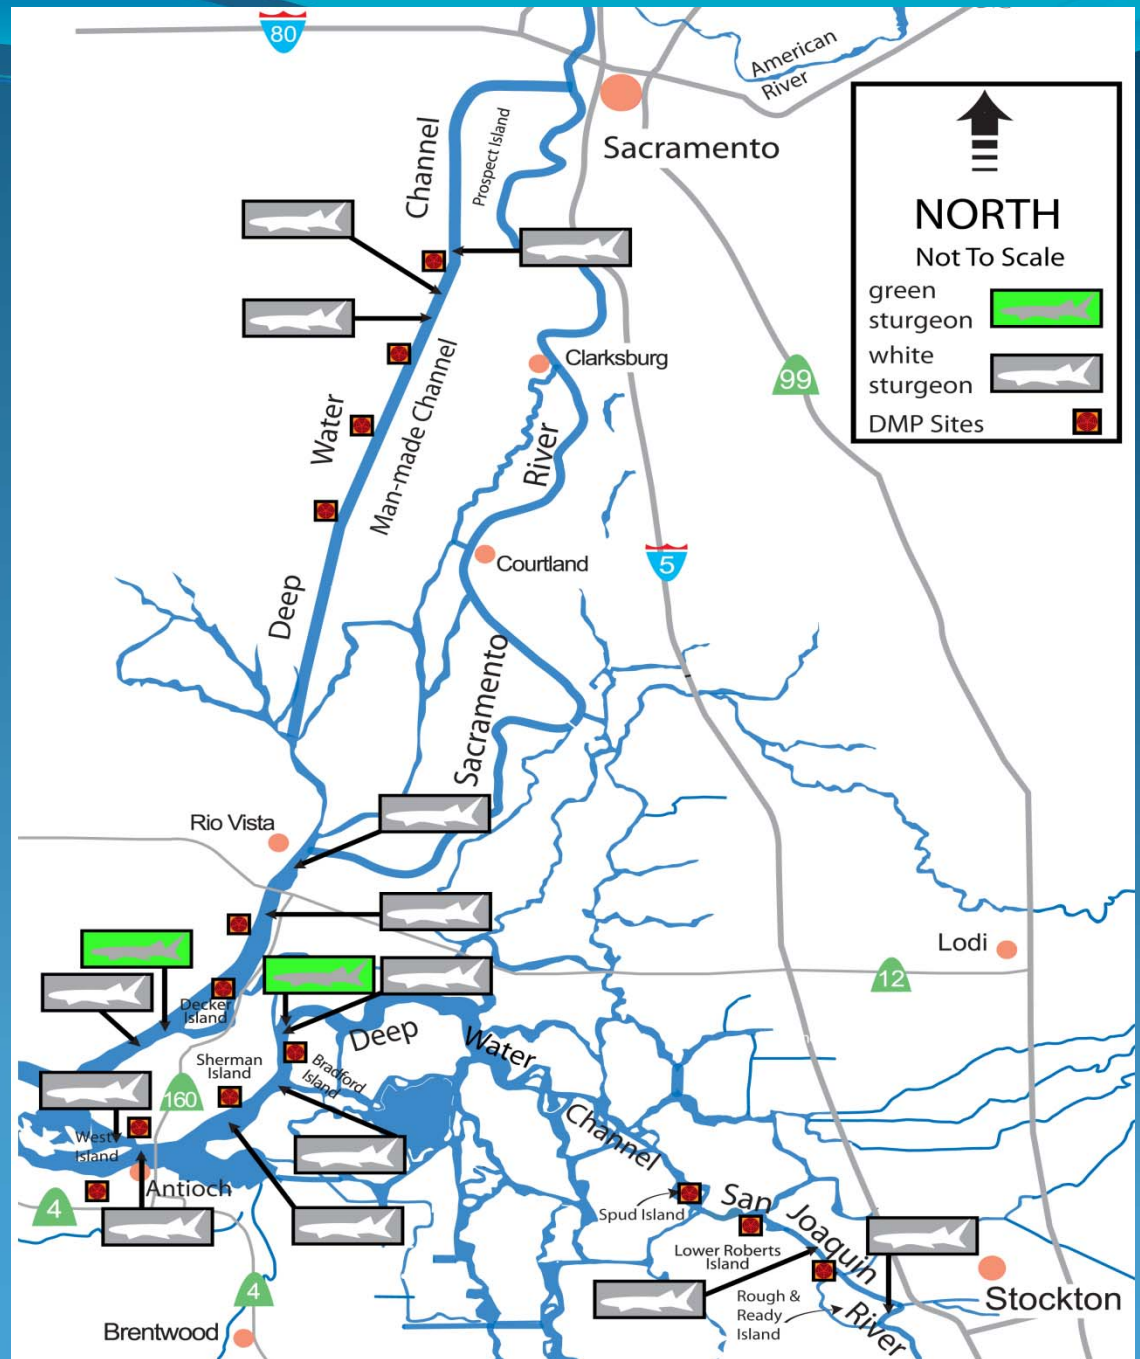 80
American
River
Sacramento
Prospect Island
Channel
NORTH
Not To Scale
green
sturgeon
white
sturgeon
DMP Sites
Clarksburg
99
Man-made Channel
Water
River
Courtland
5
Deep
Sacramento
Rio Vista
Lodi
12
Decker
Island
Deep
Water
Sherman
Island
Bradford
Island
160
Channel
West
Island
Antioch
4
Spud Island
San
Joaquin
River
Lower Roberts
Island
Rough &
Ready
Island
Stockton
4
Brentwood